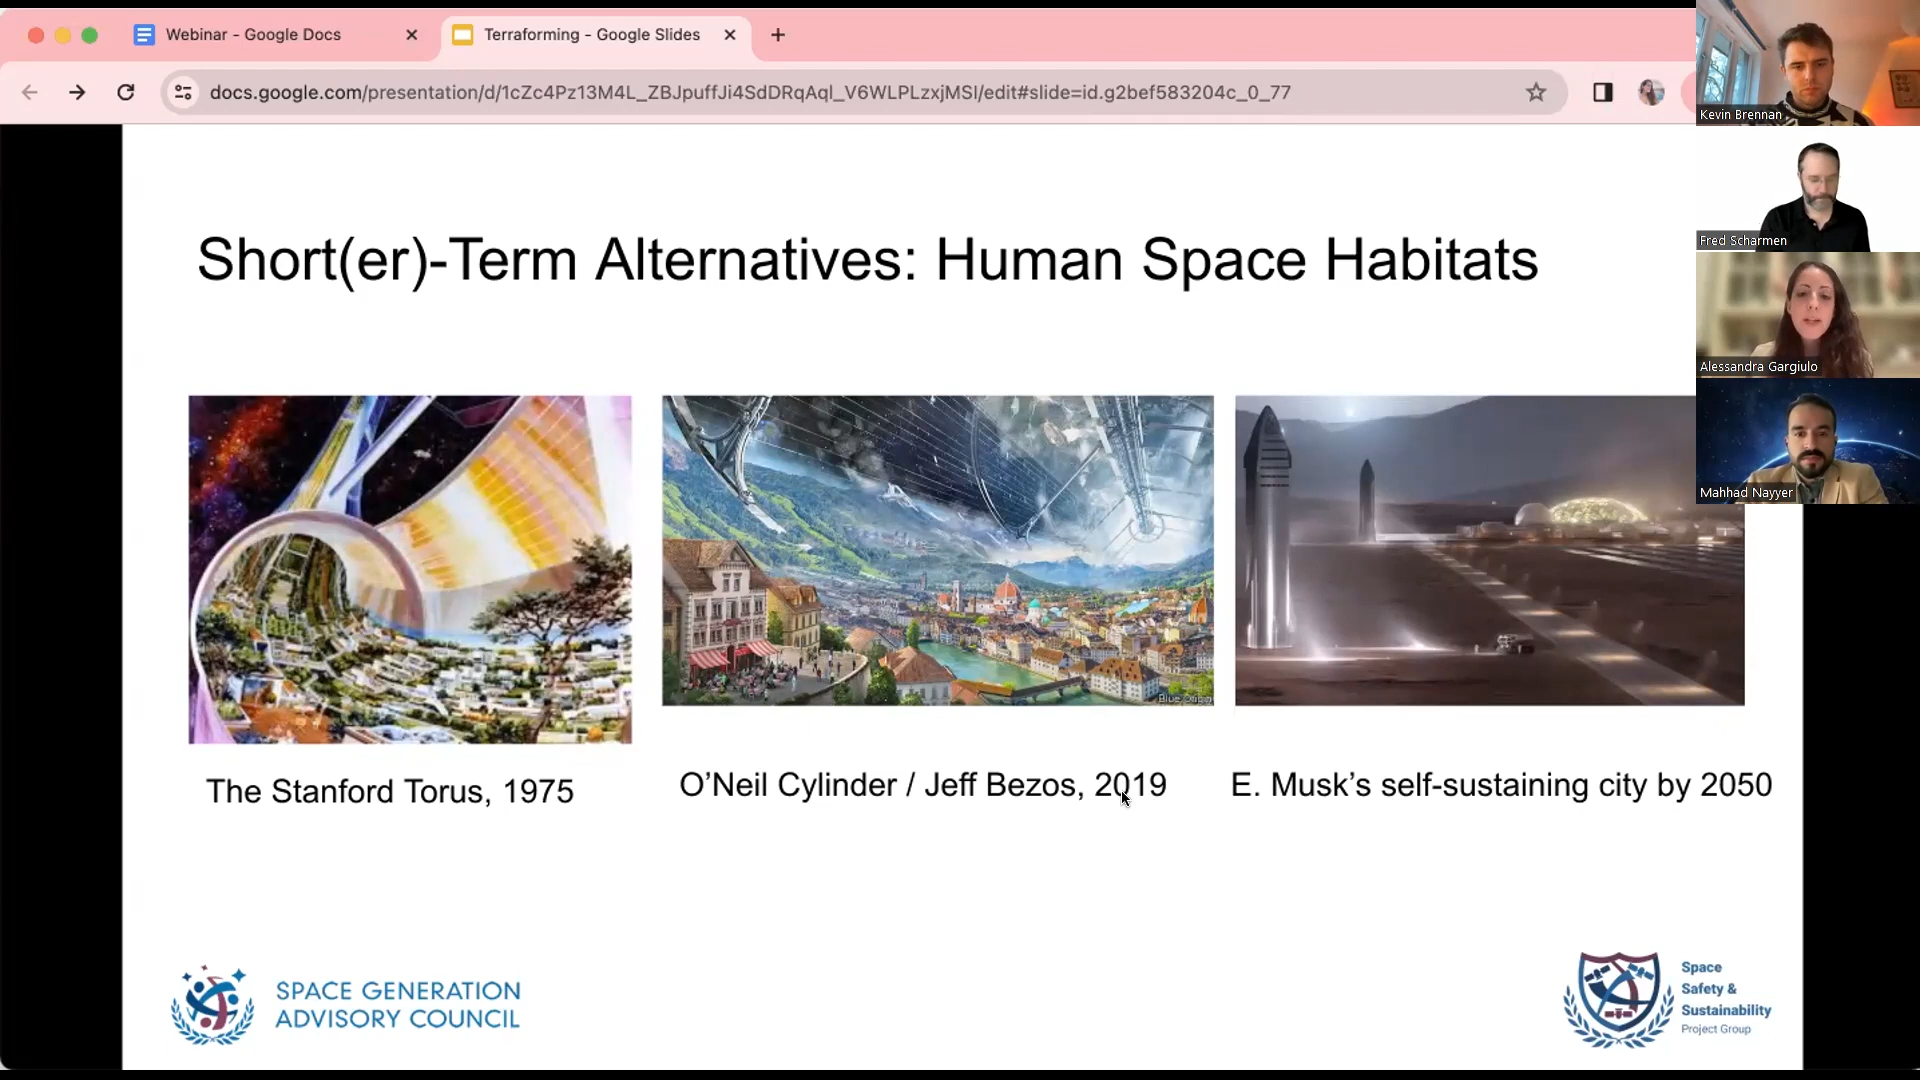 Webinar - Google Docs
Terraforming - Google Slides
docs.google.com/presentation/d/1cZc4Pz13M4L_ZBJpuffJi4SdDRqAql_V6WLPLzxjMSI/edit#slide=id.g2bef583204c_0_77
Kevin Brennan
Fred Scharmen
Alessandra Gargiulo
Mahhad Nayyer
Short(er)-Term Alternatives: Human Space Habitats
Blue Origin
The Stanford Torus, 1975
O’Neil Cylinder / Jeff Bezos, 2019
E. Musk’s self-sustaining city by 2050
SPACE GENERATION
ADVISORY COUNCIL
Space
Safety &
Sustainability
Project Group